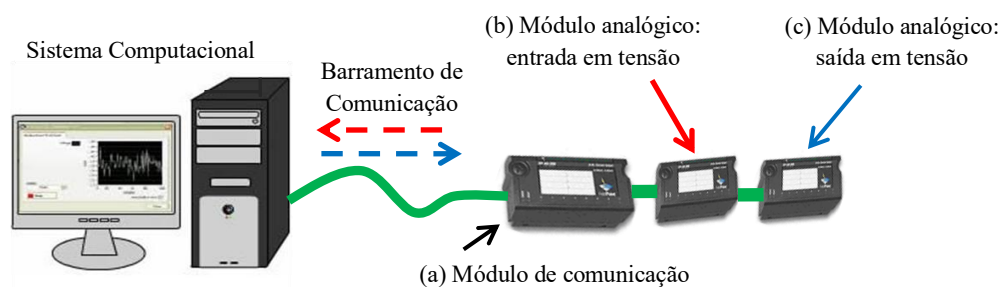 (b) Módulo analógico:
entrada em tensão
(c) Módulo analógico:
saída em tensão
Sistema Computacional
Barramento de
Comunicação
(a) Módulo de comunicação